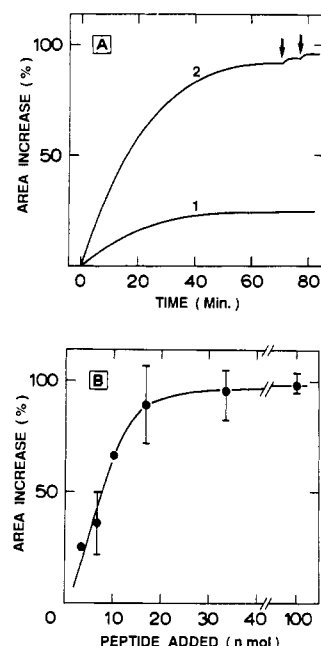 A
100
50
0
2
1
0 20 40 60 80
TIME ( Min. )
AREA INCREASE ( % )
B
100
50
0
10 20 30 40 100
PEPTIDE ADDED ( n mol )
AREA INCREASE ( % )